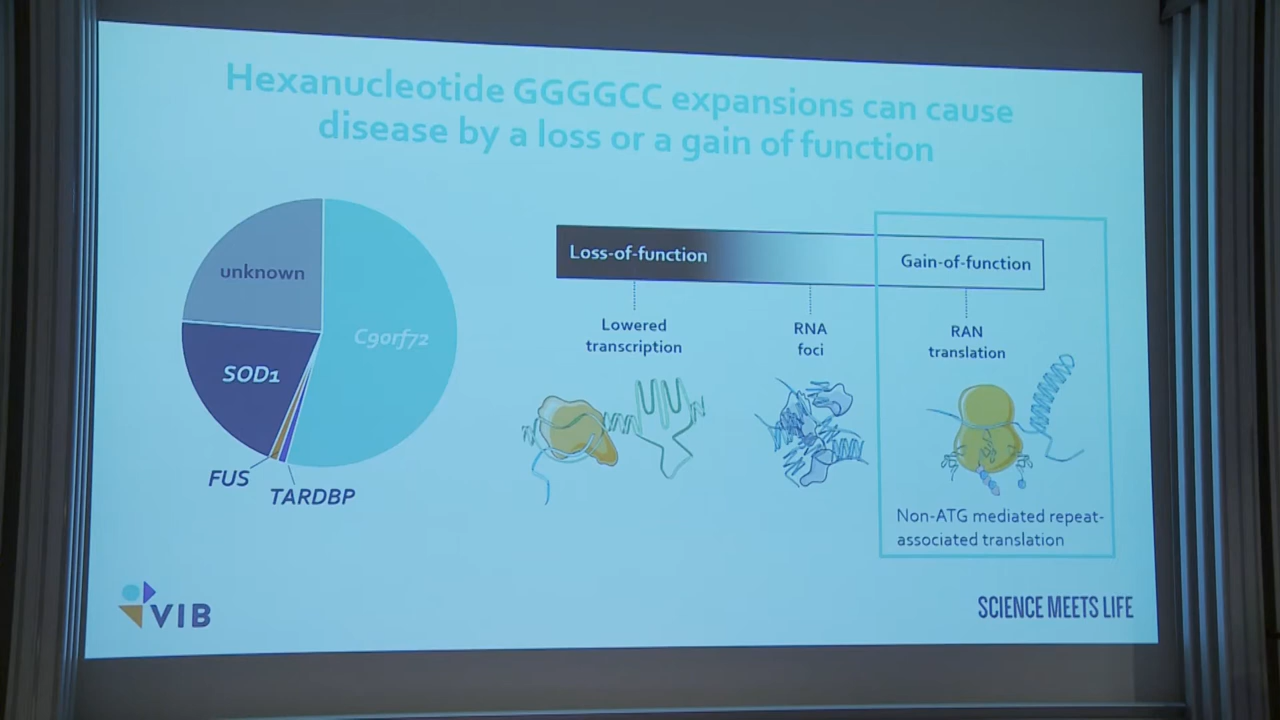 Hexanucleotide GGGGCC expansions can cause
disease by a loss or a gain of function
unknown
C9orf72
SOD1
FUS
TARDBP
Loss-of-function
Gain-of-function
Lowered
transcription
RNA
foci
RAN
translation
Non-ATG mediated repeat-
associated translation
VIB
SCIENCE MEETS LIFE